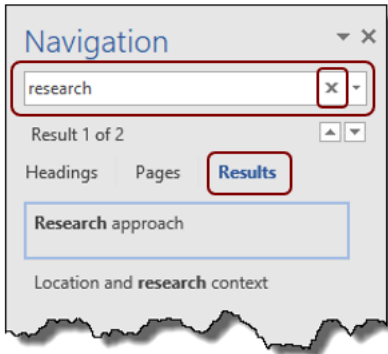 Navigation
research
Result 1 of 2
Headings Pages Results
Research approach
Location and research context